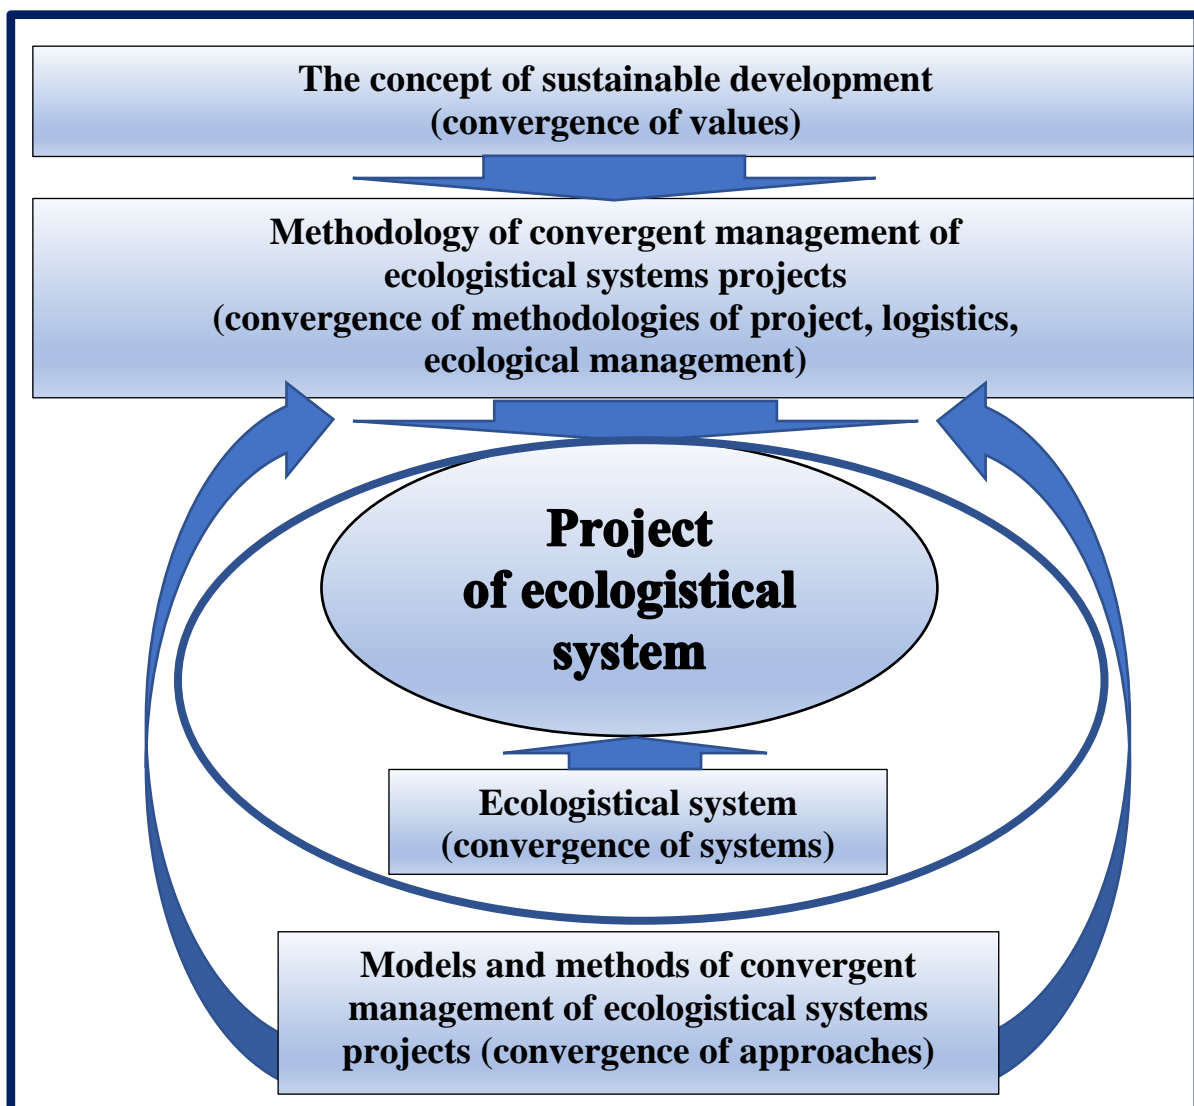 The concept of sustainable development
(convergence of values)
Methodology of convergent management of
ecologistical systems projects
(convergence of methodologies of project, logistics,
ecological management)
Project
of ecologistical
system
Ecologistical system
(convergence of systems)
Models and methods of convergent
management of ecologistical systems
projects (convergence of approaches)